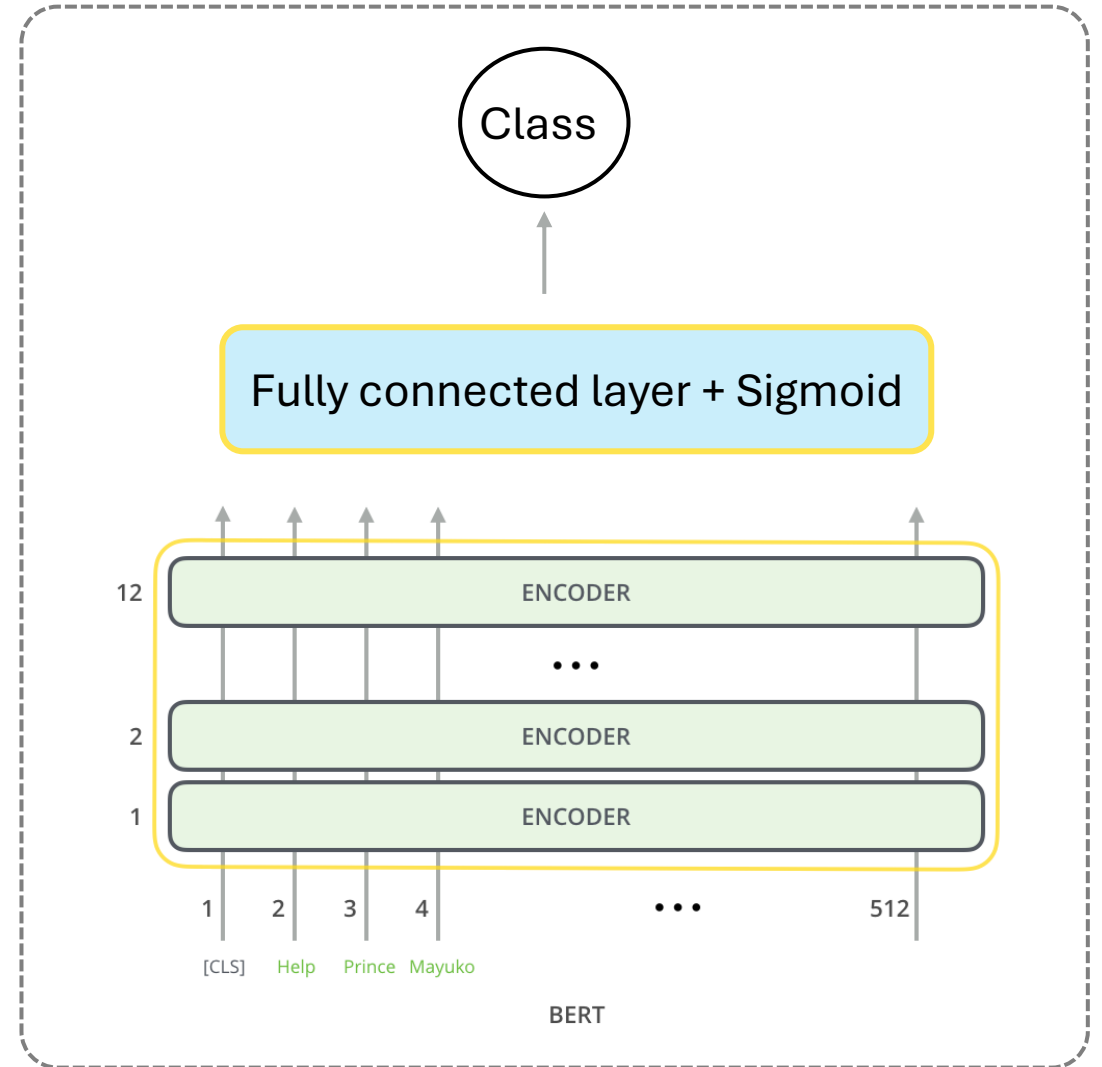 Class
Fully connected layer + Sigmoid
12 ENCODER
...
2 ENCODER
1 ENCODER
1 2 3 4 ... 512
[CLS] Help Prince Mayuko
BERT